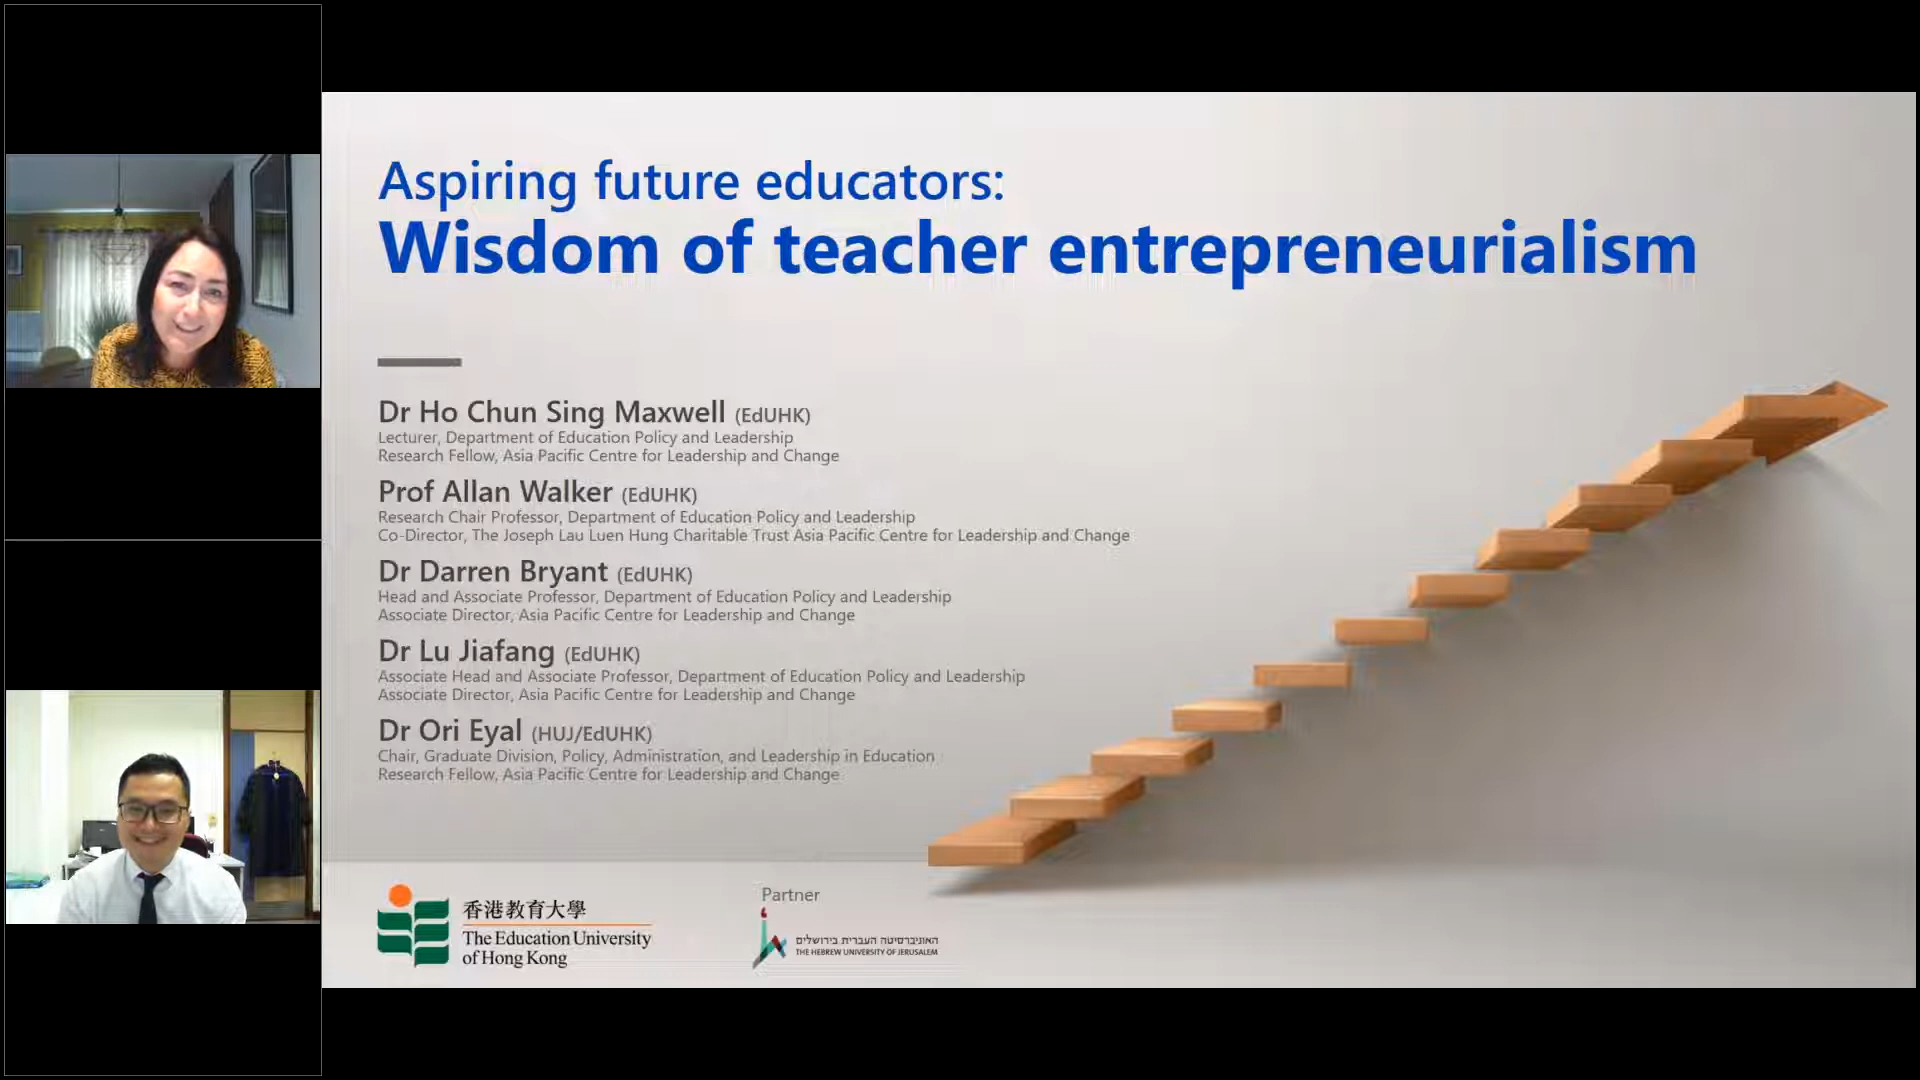 Aspiring future educators:
Wisdom of teacher entrepreneurialism
Dr Ho Chun Sing Maxwell (EdUHK)
Lecturer, Department of Education Policy and Leadership
Research Fellow, Asia Pacific Centre for Leadership and Change
Prof Allan Walker (EdUHK)
Research Chair Professor, Department of Education Policy and Leadership
Co-Director, The Joseph Lau Luen Hung Charitable Trust Asia Pacific Centre for Leadership and Change
Dr Darren Bryant (EdUHK)
Head and Associate Professor, Department of Education Policy and Leadership
Associate Director, Asia Pacific Centre for Leadership and Change
Dr Lu Jiafang (EdUHK)
Associate Head and Associate Professor, Department of Education Policy and Leadership
Associate Director, Asia Pacific Centre for Leadership and Change
Dr Ori Eyal (HUJ/EdUHK)
Chair, Graduate Division, Policy, Administration, and Leadership in Education
Research Fellow, Asia Pacific Centre for Leadership and Change
香港教育大學
The Education University
of Hong Kong
Partner
האוניברסיטה העברית בירושלים
THE HEBREW UNIVERSITY OF JERUSALEM